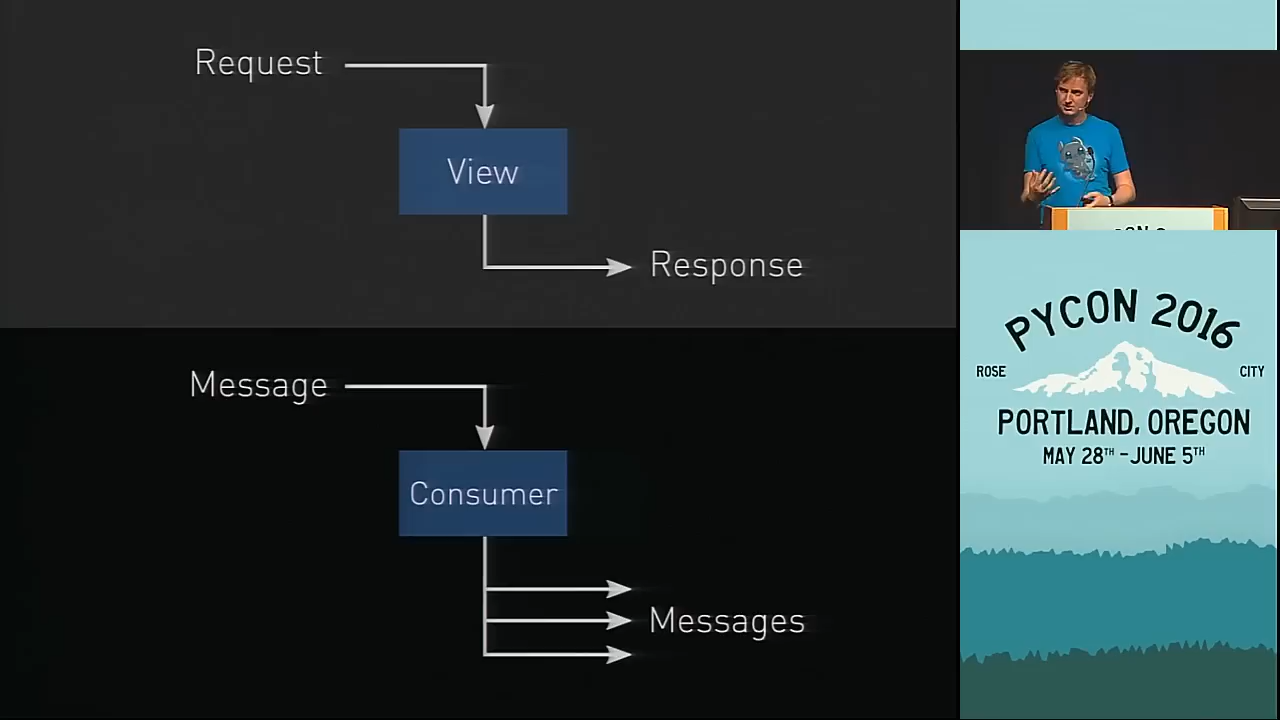 Request
View
Response
Message
Consumer
Messages
PYCON 2016
ROSE
CITY
PORTLAND, OREGON
MAY 28TH - JUNE 5TH